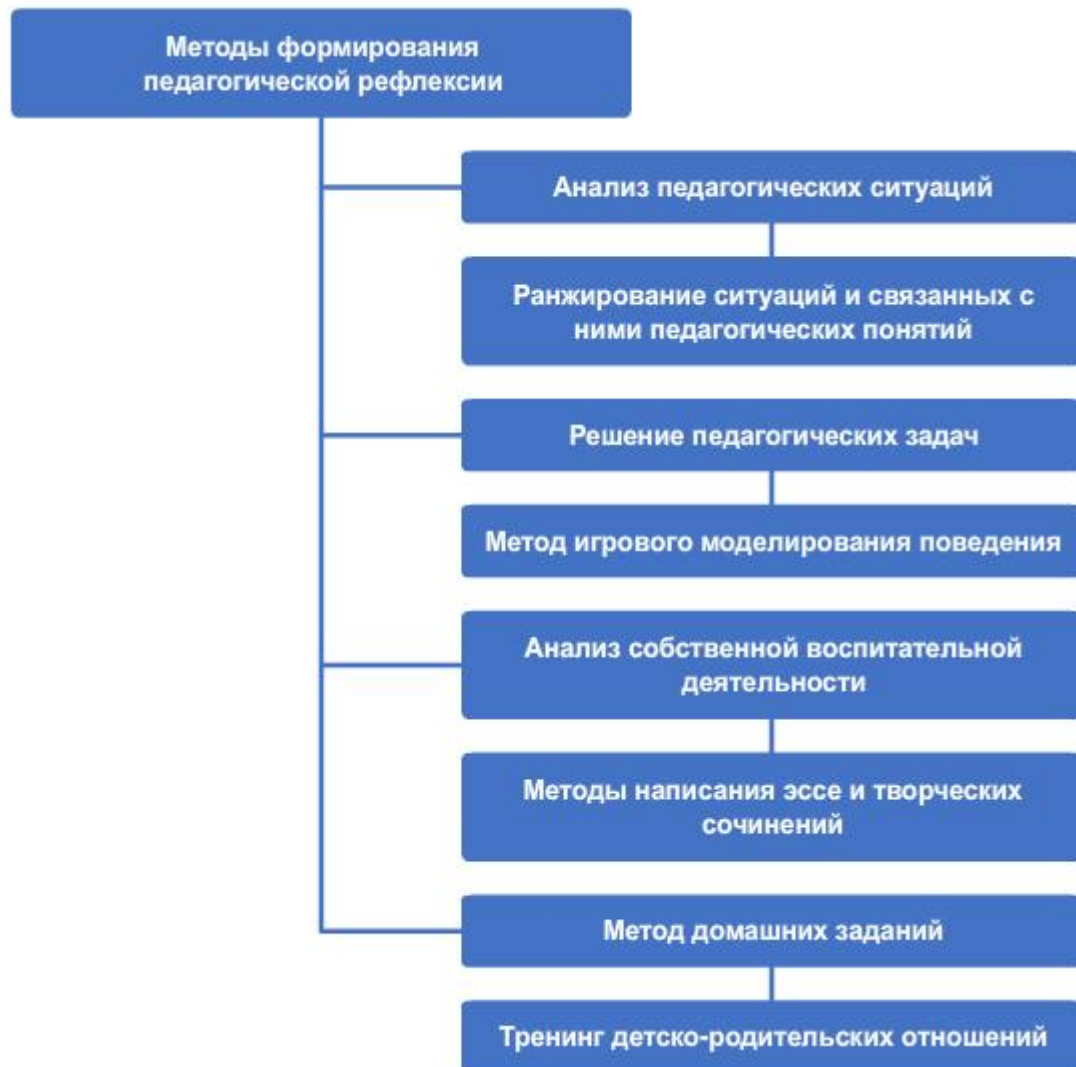 Методы формирования
педагогической рефлексии
Анализ педагогических ситуаций
Ранжирование ситуаций и связанных с
ними педагогических понятий
Решение педагогических задач
Метод игрового моделирования поведения
Анализ собственной воспитательной
деятельности
Методы написания эссе и творческих
сочинений
Метод домашних заданий
Тренинг детско-родительских отношений